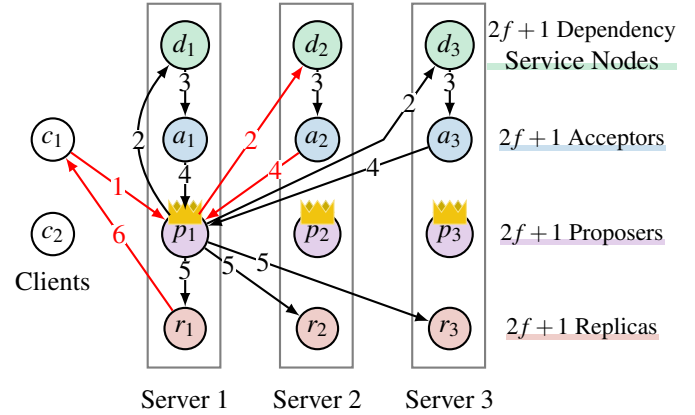 d1 d2 d3 2f + 1 Dependency
Service Nodes
3 3 3
2 2 2
c1 a1 a2 a3 2f + 1 Acceptors
1 4 4 4
c2 p1 p2 p3 2f + 1 Proposers
6 5 5 5
Clients
r1 r2 r3 2f + 1 Replicas
Server 1 Server 2 Server 3